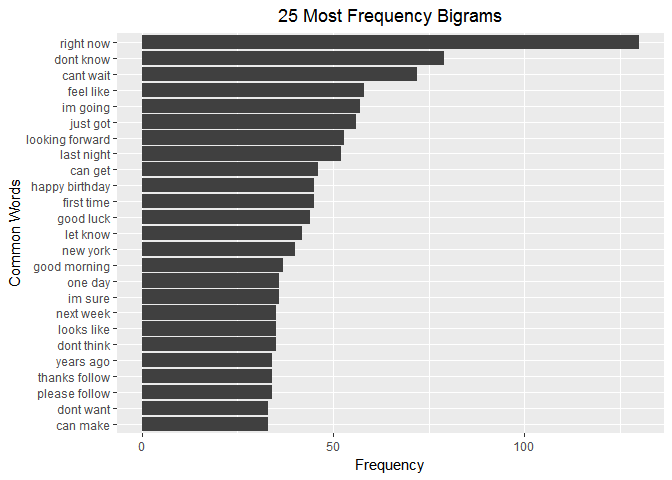 25 Most Frequency Bigrams
Common Words
right now
dont know
cant wait
feel like
im going
just got
looking forward
last night
can get
happy birthday
first time
good luck
let know
new york
good morning
one day
im sure
next week
looks like
dont think
years ago
thanks follow
please follow
dont want
can make
0 50 100
Frequency